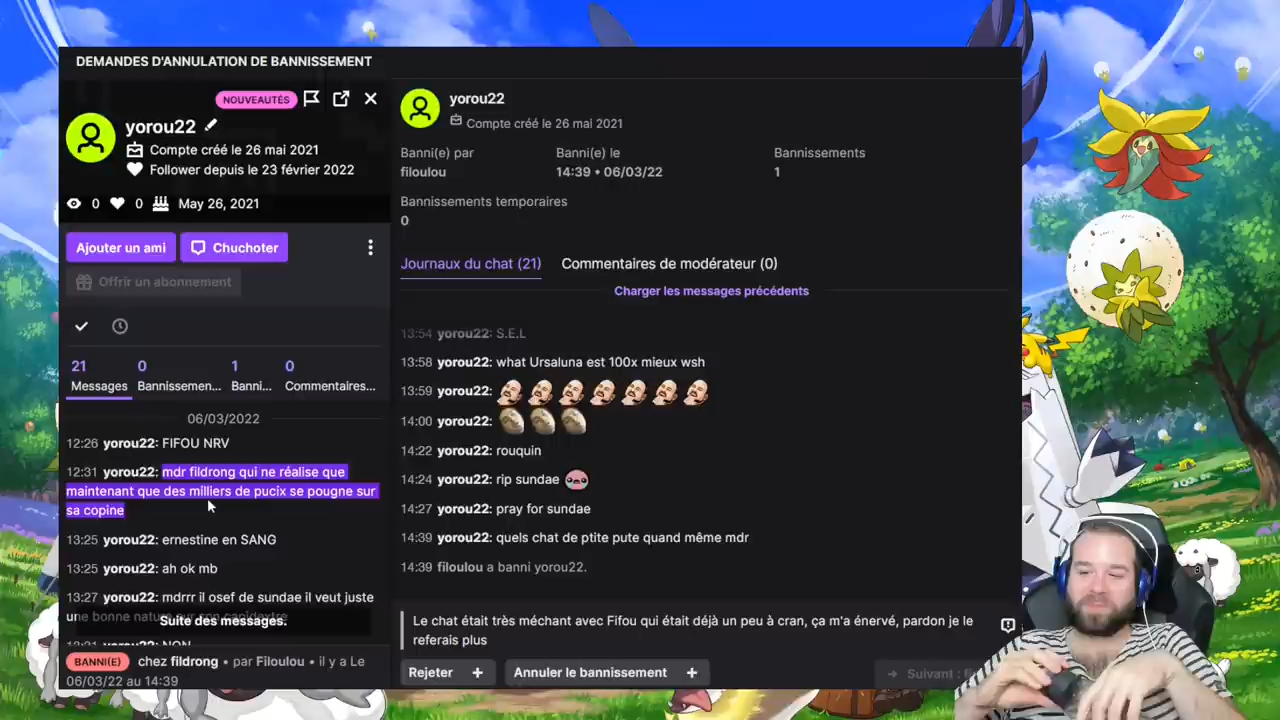 DEMANDES D'ANNULATION DE BANNISSEMENT
NOUVEAUTÉS
yorou22
Compte créé le 26 mai 2021
Follower depuis le 23 février 2022
0 0 May 26, 2021
Ajouter un ami
Chuchoter
Offrir un abonnement
21 0 1 0
Messages Bannissemen... Banni... Commentaires...
06/03/2022
12:26 yorou22: FIFOU NRV
12:31 yorou22: mdr fildrong qui ne réalise que
maintenant que des milliers de pucix se pougne sur
sa copine
13:25 yorou22: ernestine en SANG
13:25 yorou22: ah ok mb
13:27 yorou22: mdrrr il osef de sundae il veut juste
une bonne nature sur son
Suite des messages.
yorou22: NON
BANNI(E) chez fildrong • par Filoulou • il y a Le
06/03/22 au 14:39
yorou22
Compte créé le 26 mai 2021
Banni(e) par Banni(e) le Bannissements
filoulou 14:39 • 06/03/22 1
Bannissements temporaires
0
Journaux du chat (21) Commentaires de modérateur (0)
Charger les messages précédents
13:54 yorou22: S.E.L
13:58 yorou22: what Ursaluna est 100x mieux wsh
13:59 yorou22:
14:00 yorou22:
14:22 yorou22: rouquin
14:24 yorou22: rip sundae
14:27 yorou22: pray for sundae
14:39 yorou22: quels chat de ptite pute quand même mdr
14:39 filoulou a banni yorou22.
Le chat était très méchant avec Fifou qui était déjà un peu à cran, ça m'a énervé, pardon je le
referais plus
Rejeter + Annuler le bannissement + → Suivant :